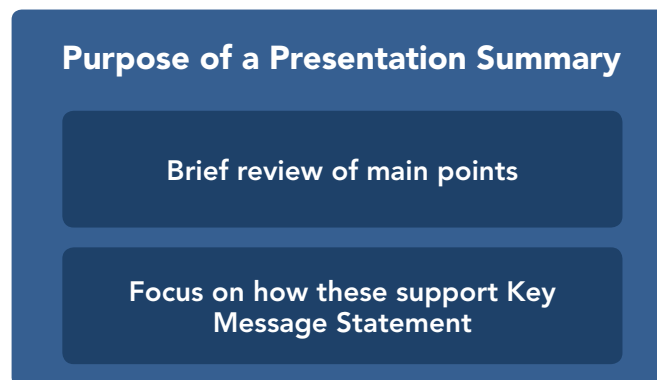 Purpose of a Presentation Summary
Brief review of main points
Focus on how these support Key
Message Statement